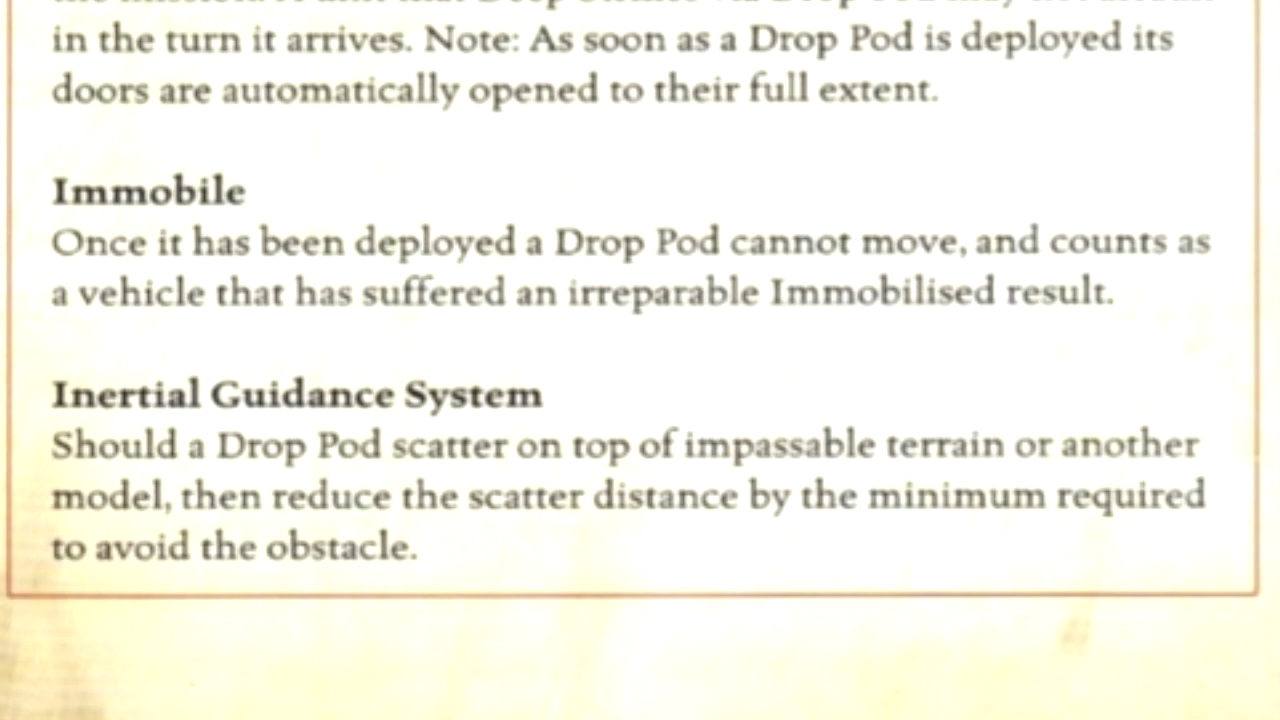 in the turn it arrives. Note: As soon as a Drop Pod is deployed its
doors are automatically opened to their full extent.
Immobile
Once it has been deployed a Drop Pod cannot move, and counts as
a vehicle that has suffered an irreparable Immobilised result.
Inertial Guidance System
Should a Drop Pod scatter on top of impassable terrain or another
model, then reduce the scatter distance by the minimum required
to avoid the obstacle.